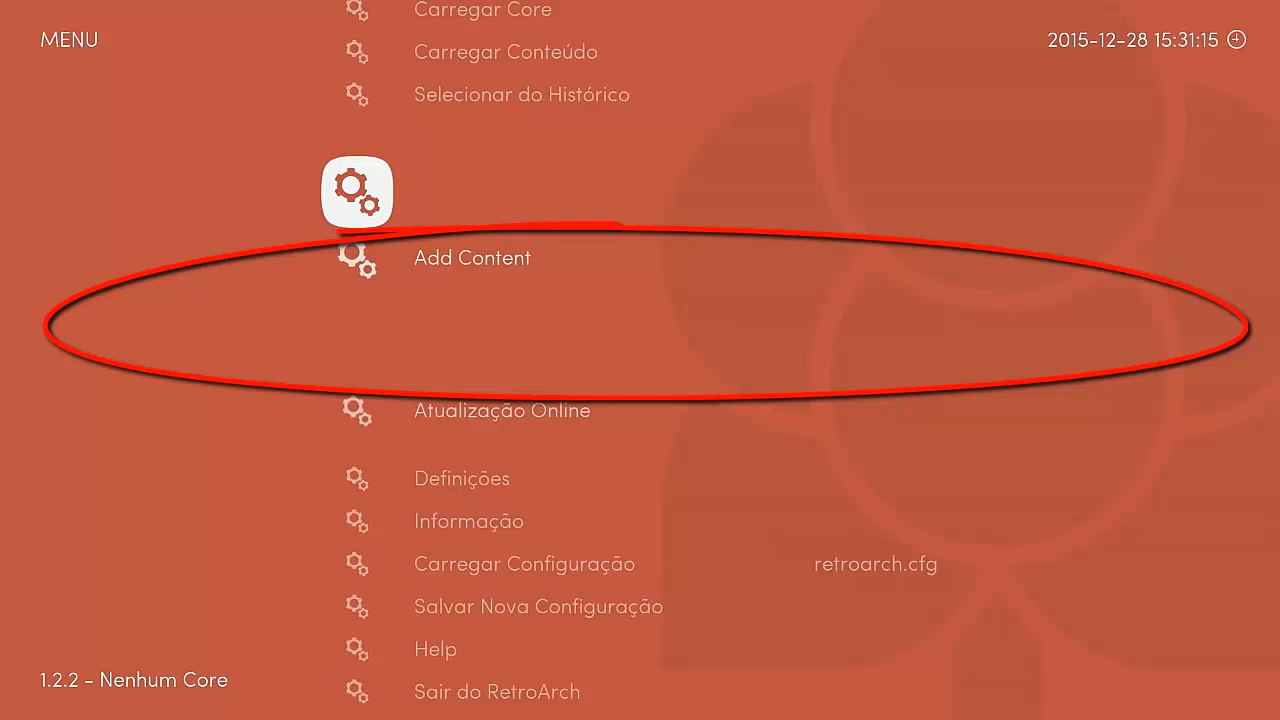 Carregar Core
MENU
2015-12-28 15:31:15
Carregar Conteúdo
Selecionar do Histórico
Add Content
Atualização Online
Definições
Informação
Carregar Configuração retroarch.cfg
Salvar Nova Configuração
Help
1.2.2 - Nenhum Core
Sair do RetroArch